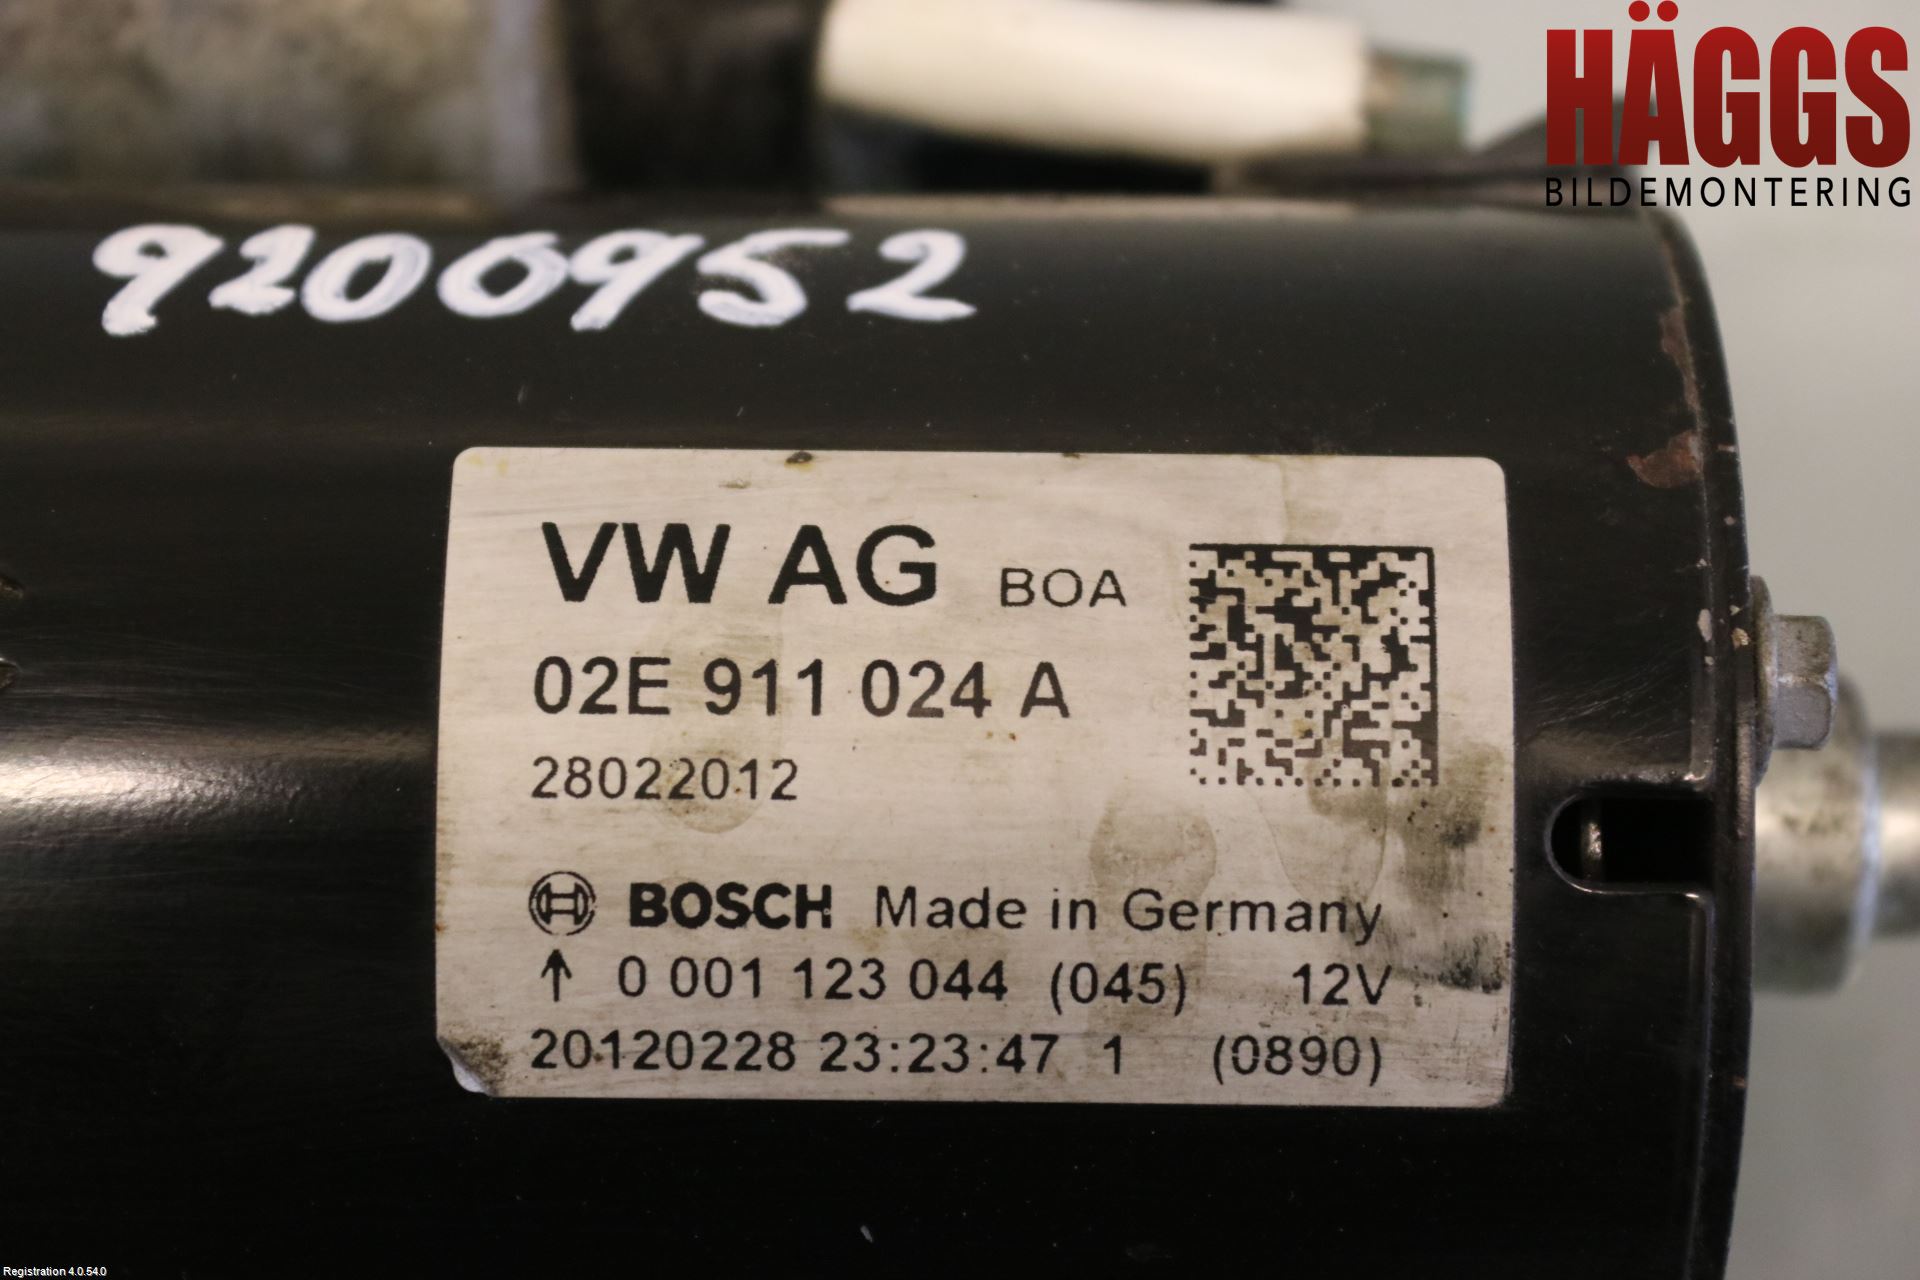 HÄGGS
BILDEMONTERING
9200952
VW AG BOA
02E 911 024 A
28022012
BOSCH Made in Germany
↑ 0 001 123 044 (045) 12V
20120228 23:23:47 1 (0890)
Registration 4.0.54.0